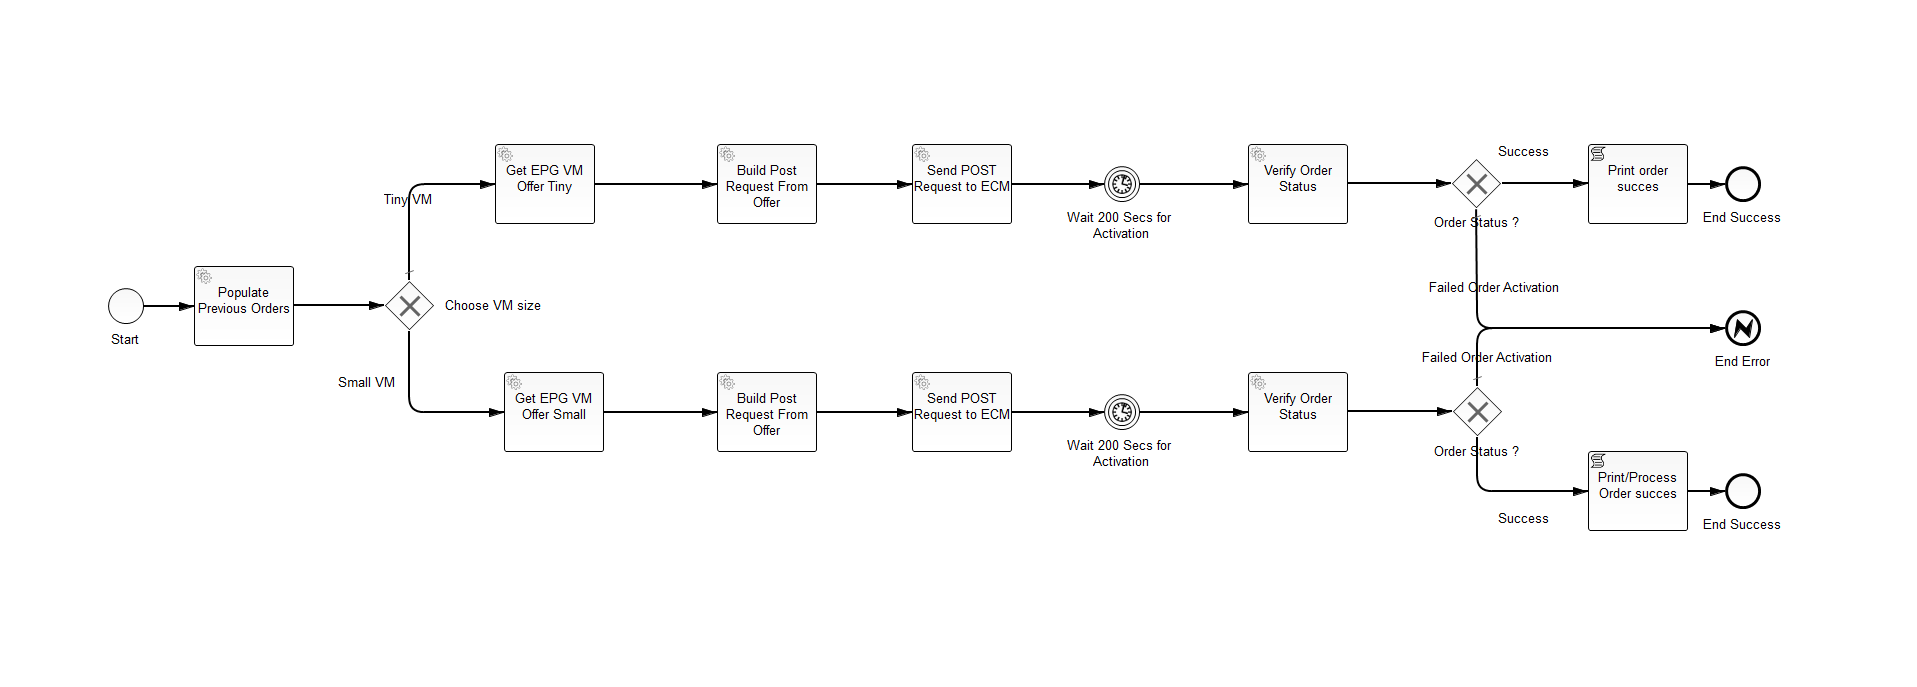 Start
Populate
Previous Orders
Choose VM size
Tiny VM
Get EPG VM
Offer Tiny
Build Post
Request From
Offer
Send POST
Request to ECM
Wait 200 Secs for
Activation
Verify Order
Status
Order Status ?
Success
Print order
succes
End Success
Failed Order Activation
End Error
Small VM
Get EPG VM
Offer Small
Build Post
Request From
Offer
Send POST
Request to ECM
Wait 200 Secs for
Activation
Verify Order
Status
Failed Order Activation
Order Status ?
Success
Print/Process
Order succes
End Success